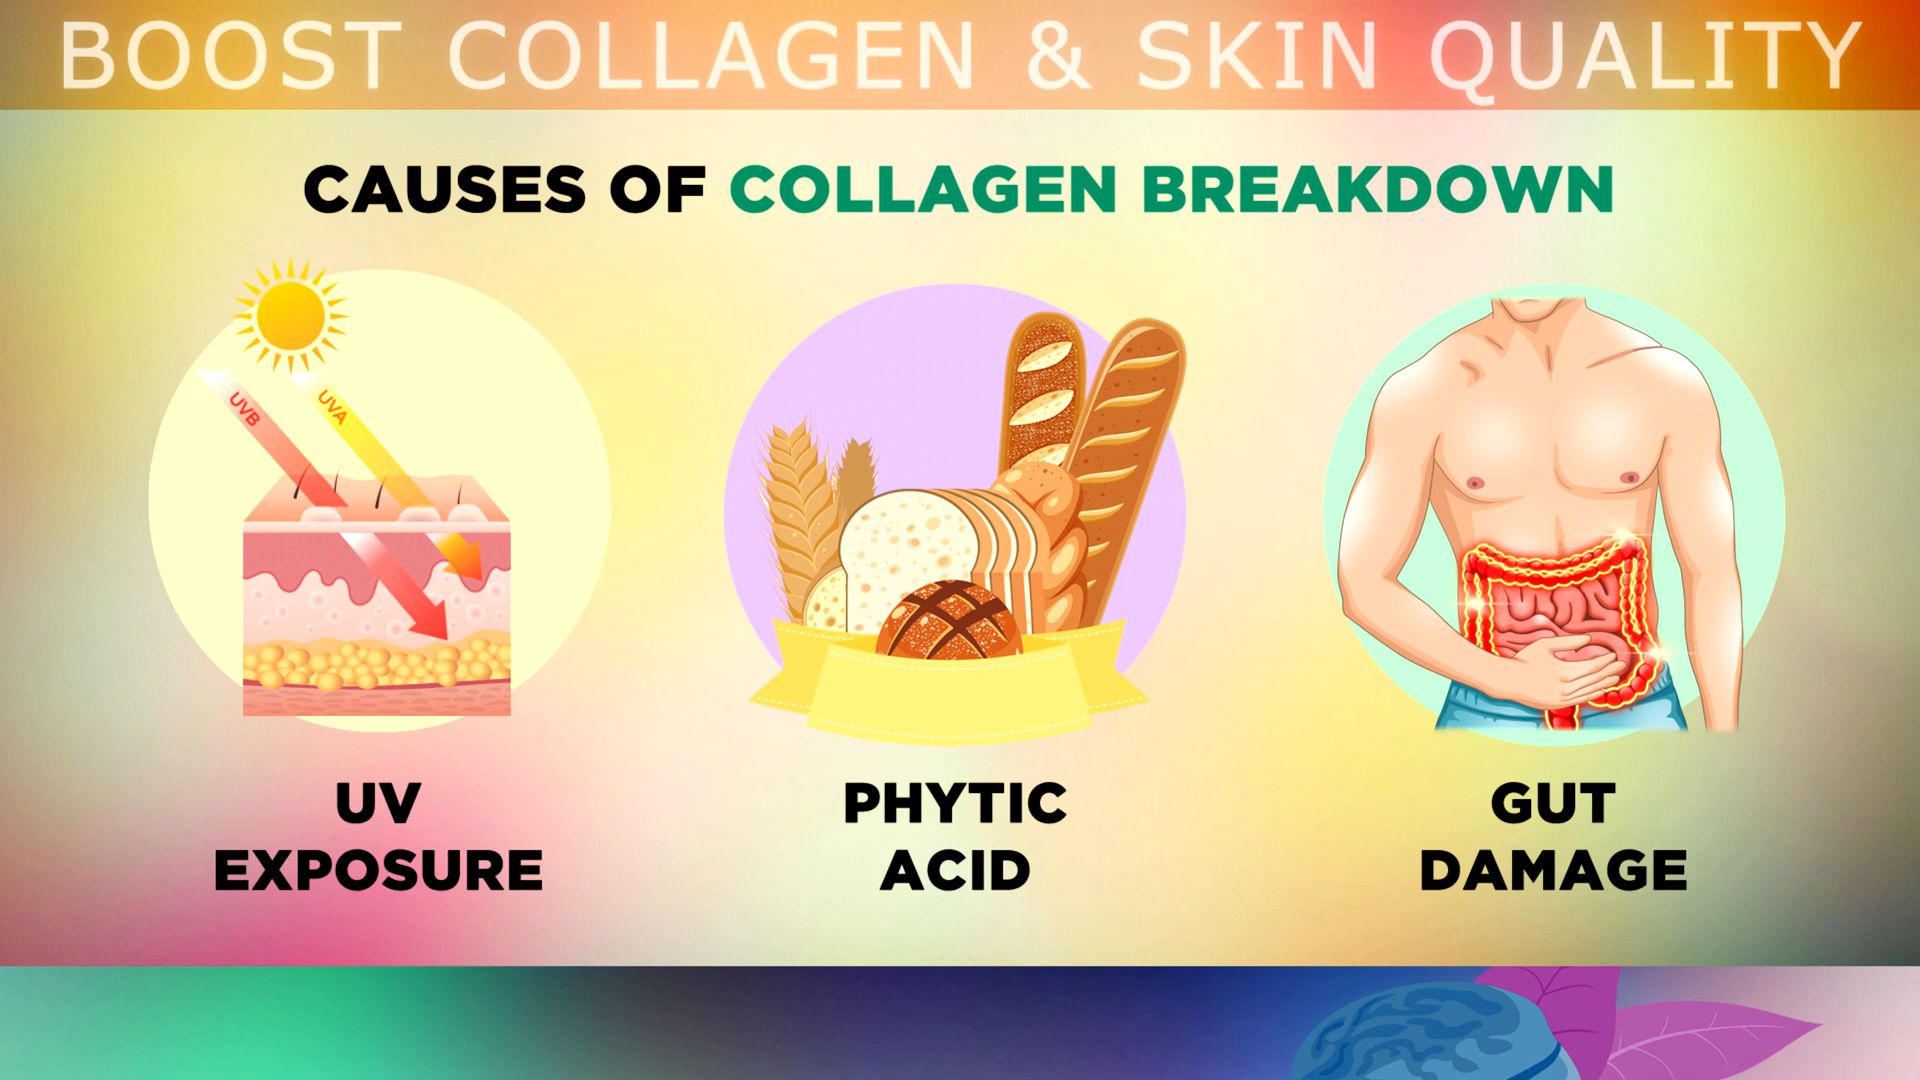 BOOST COLLAGEN & SKIN QUALITY
CAUSES OF COLLAGEN BREAKDOWN
UVB
UVA
UV
EXPOSURE
PHYTIC
ACID
GUT
DAMAGE